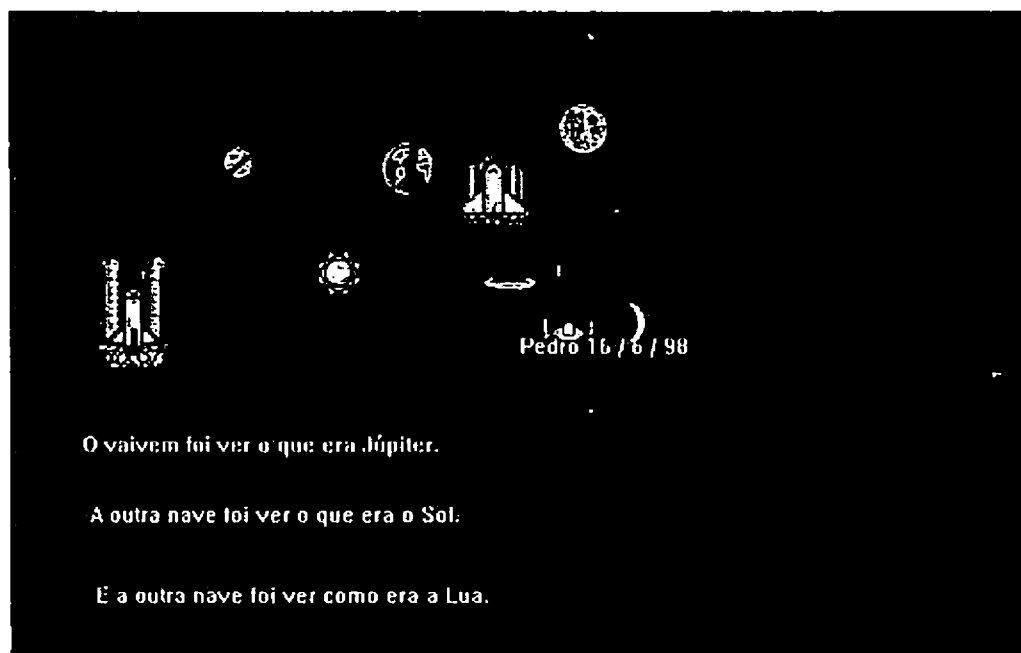 Pedro 16 / 6 / 98
O vaivem foi ver o que era Júpiter.
A outra nave foi ver o que era o Sol.
E a outra nave foi ver como era a Lua.